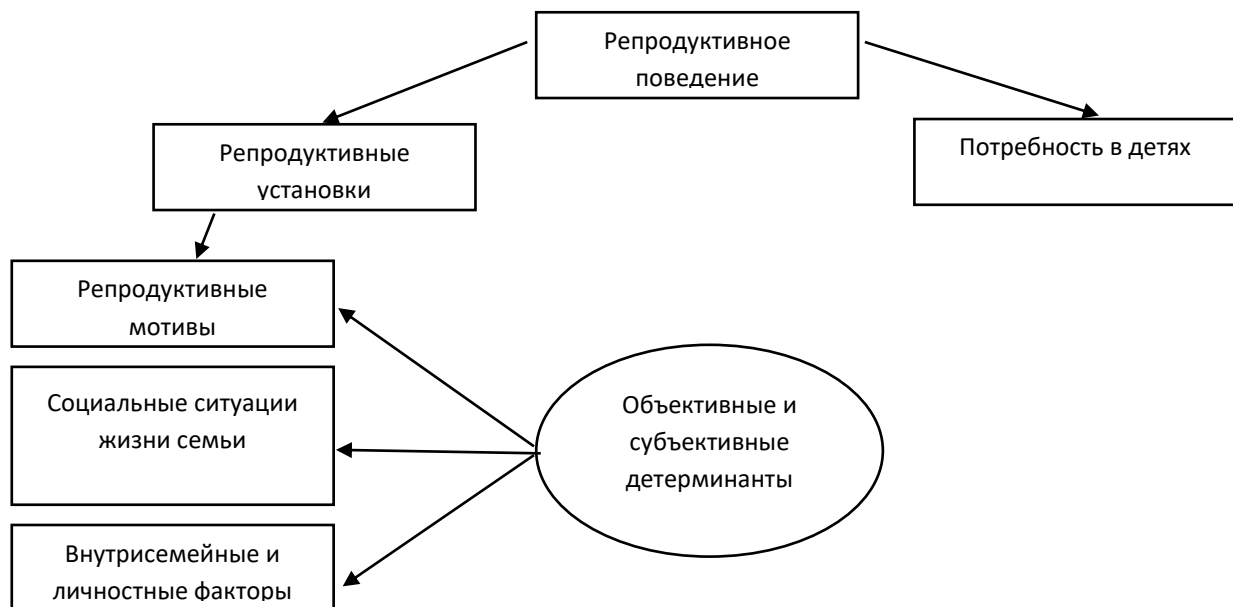 Репродуктивное
поведение
Репродуктивные
установки
Потребность в детях
Репродуктивные
мотивы
Социальные ситуации
жизни семьи
Объективные и
субъективные
детерминанты
Внутрисемейные и
личностные факторы